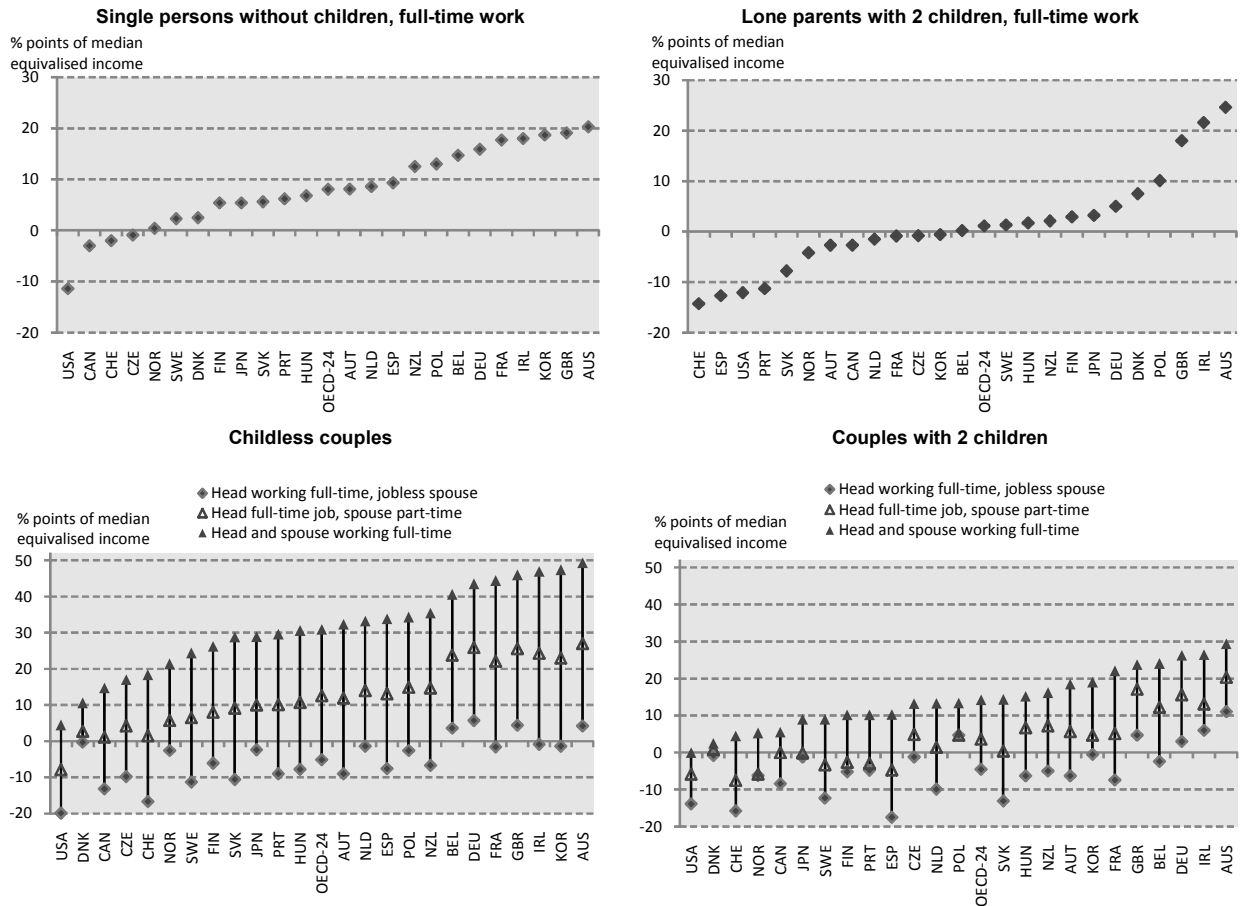 Single persons without children, full-time work
% points of median
equivalised income
30
20
10
0
-10
-20
USA CAN CHE CZE NOR SWE DNK FIN JPN SVK PRT HUN OECD-24 AUT NLD ESP NZL POL BEL DEU FRA IRL KOR GBR AUS
Lone parents with 2 children, full-time work
% points of median
equivalised income
30
20
10
0
-10
-20
CHE ESP USA PRT SVK NOR AUT CAN NLD FRA CZE KOR BEL OECD-24 SWE HUN NZL FIN JPN DEU DNK POL GBR IRL AUS
Childless couples
Head working full-time, jobless spouse
Head full-time job, spouse part-time
Head and spouse working full-time
% points of median
equivalised income
50
40
30
20
10
0
-10
-20
USA DNK CAN CZE CHE NOR SWE FIN SVK JPN PRT HUN OECD-24 AUT NLD ESP POL NZL BEL DEU FRA GBR IRL KOR AUS
Couples with 2 children
Head working full-time, jobless spouse
Head full-time job, spouse part-time
Head and spouse working full-time
% points of median
equivalised income
50
40
30
20
10
0
-10
-20
USA DNK CHE NOR CAN JPN SWE FIN PRT ESP CZE NLD POL OECD-24 SVK HUN NZL AUT KOR FRA GBR BEL DEU IRL AUS